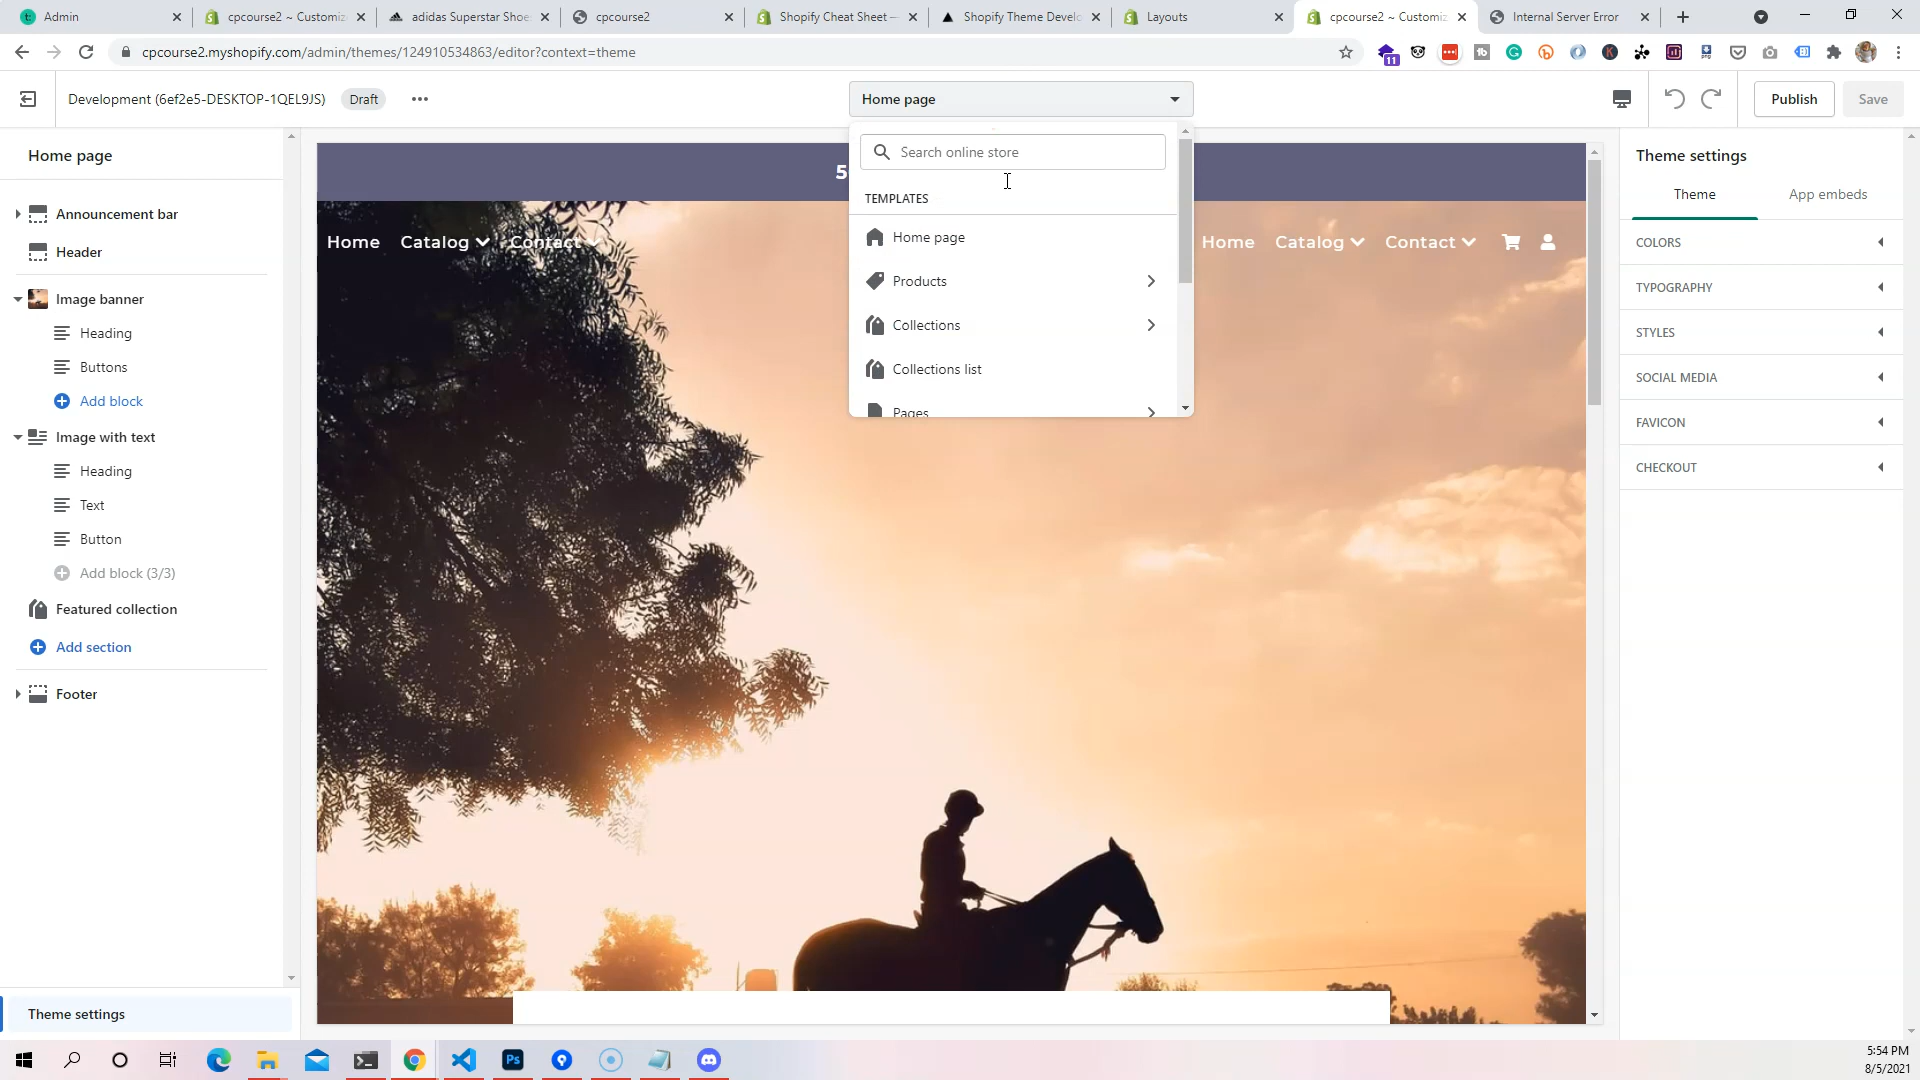 Admin
cpcourse2 ~ Customiz
adidas Superstar Shoe
cpcourse2
Shopify Cheat Sheet —
Shopify Theme Develo
Layouts
cpcourse2 ~ Customiz
Internal Server Error
cpcourse2.myshopify.com/admin/themes/124910534863/editor?context=theme
11
Development (6ef2e5-DESKTOP-1QEL9JS)
Draft
Home page
Publish
Save
Home page
Announcement bar
Header
Image banner
Heading
Buttons
Add block
Image with text
Heading
Text
Button
Add block (3/3)
Featured collection
Add section
Footer
Theme settings
5
Home
Catalog
Contact
Home
Catalog
Contact
Search online store
TEMPLATES
Home page
Products
Collections
Collections list
Pages
Theme settings
Theme
App embeds
COLORS
TYPOGRAPHY
STYLES
SOCIAL MEDIA
FAVICON
CHECKOUT
Ps
5:54 PM
8/5/2021